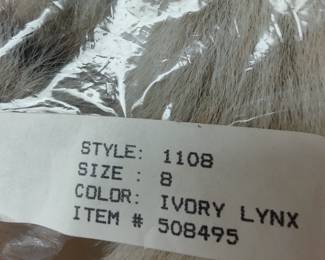 STYLE: 1108
SIZE : 8
COLOR: IVORY LYNX
ITEM # 508495